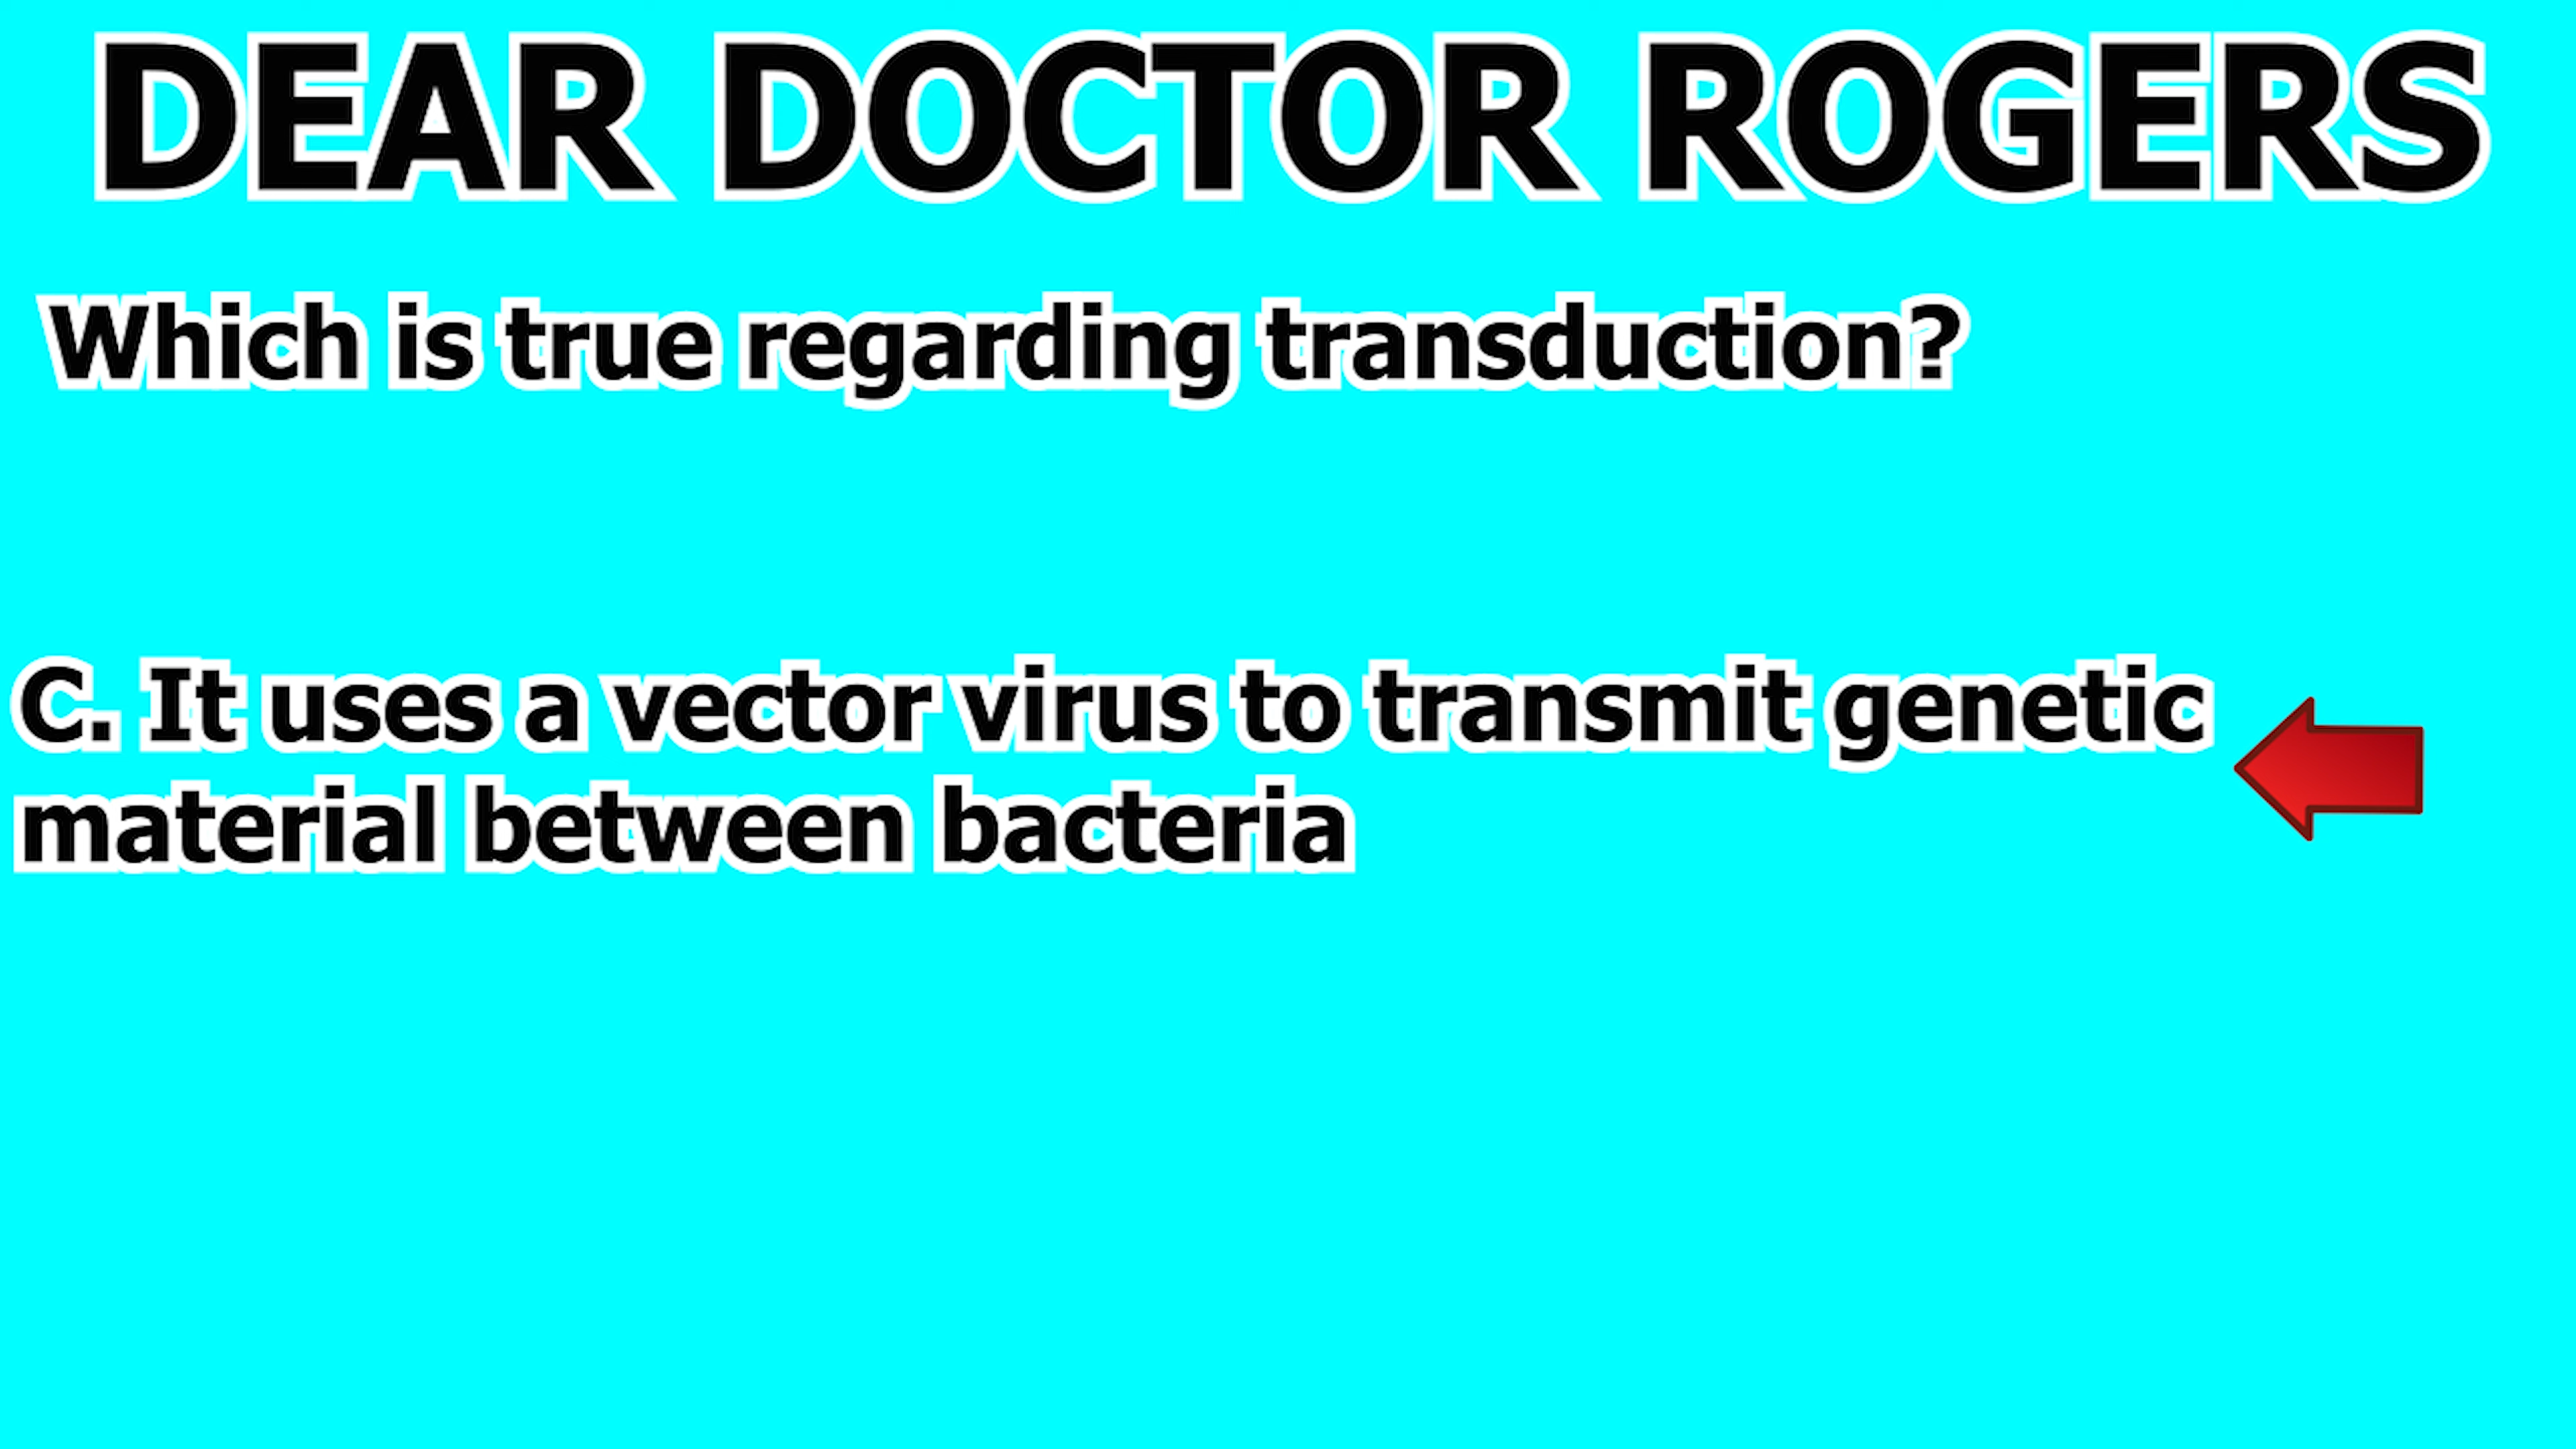 DEAR DOCTOR ROGERS
Which is true regarding transduction?
C. It uses a vector virus to transmit genetic
material between bacteria